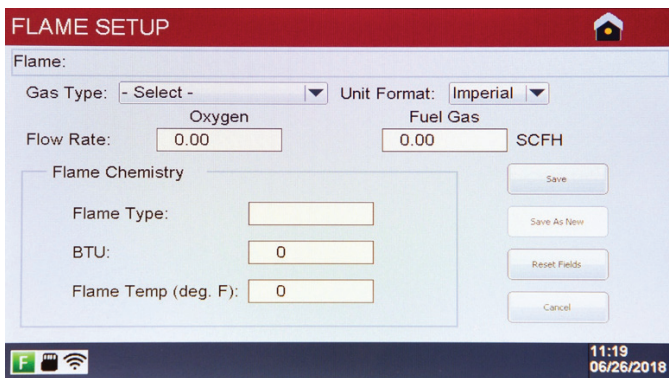 FLAME SETUP
Flame:
Gas Type: - Select - Unit Format: Imperial
Oxygen Fuel Gas
Flow Rate: 0.00 0.00 SCFH
Flame Chemistry
Save
Flame Type:
Save As New
BTU: 0
Reset Fields
Flame Temp (deg. F): 0
Cancel
F
11:19
06/26/2018